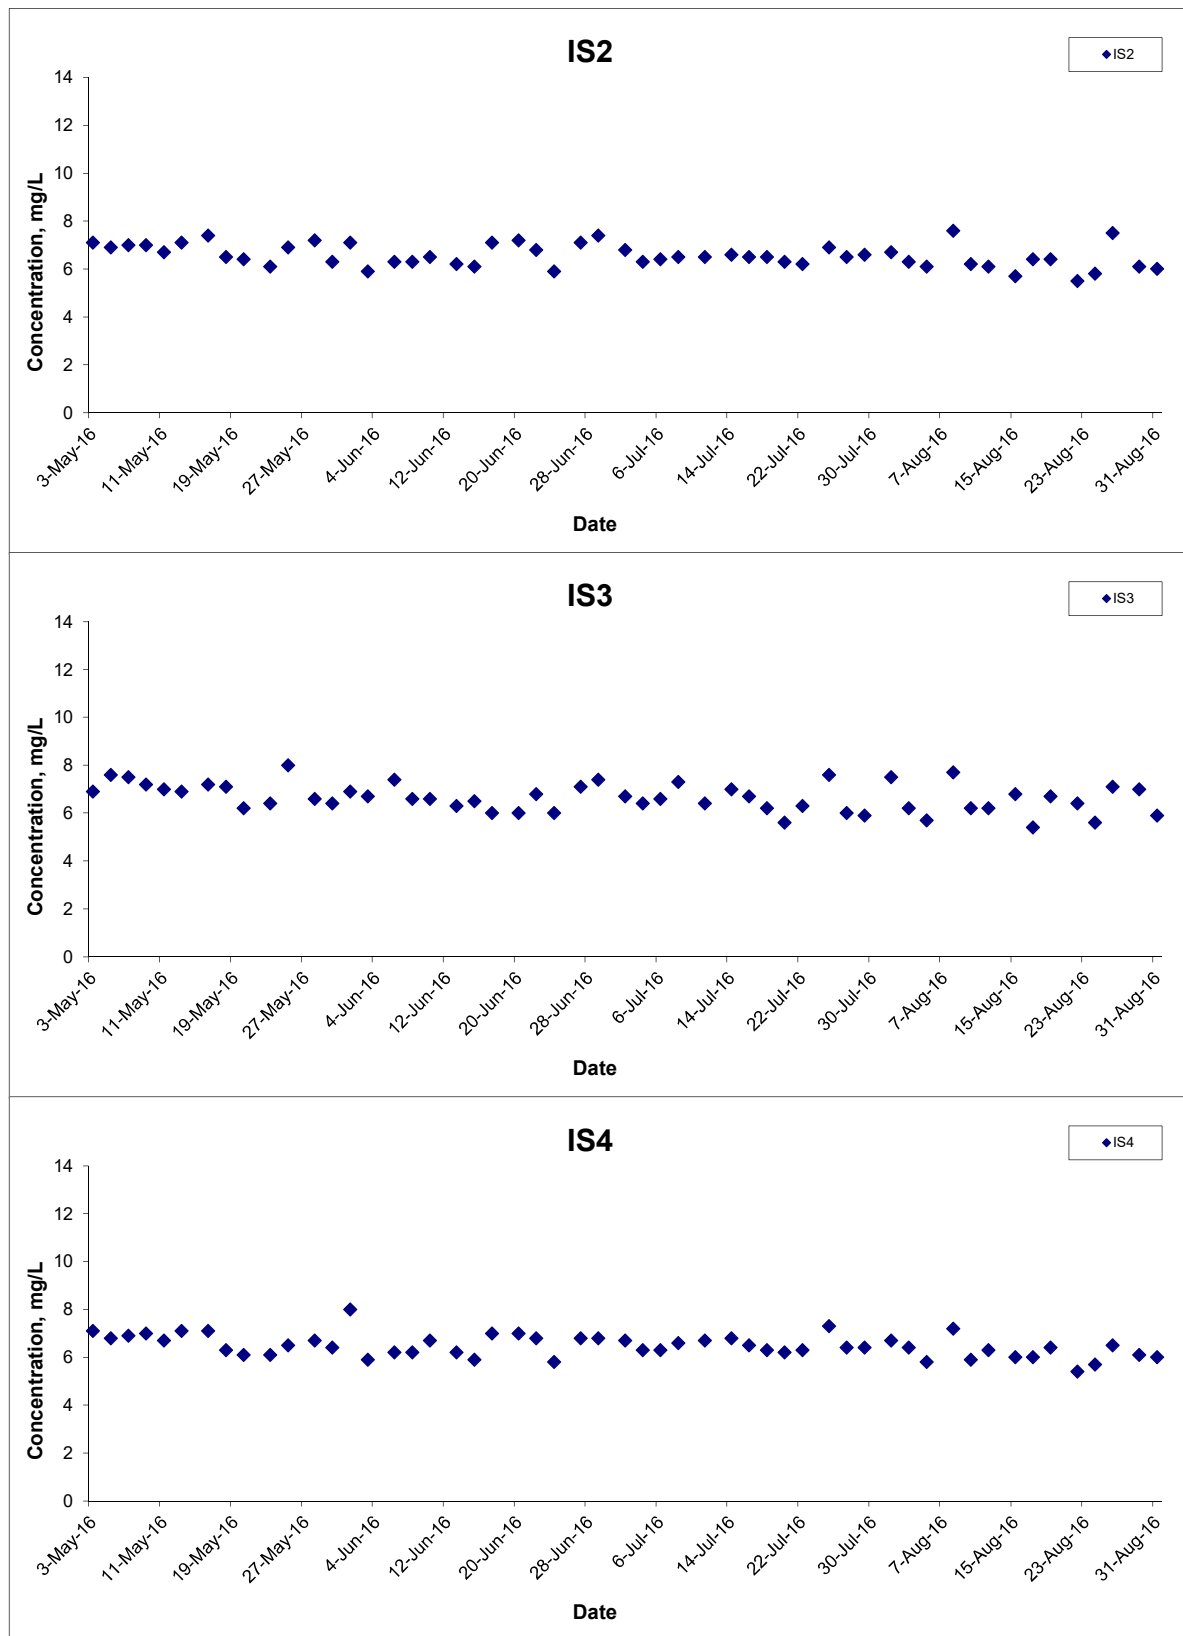 IS2
IS2
14
12
10
8
6
4
2
0
Concentration, mg/L
3-May-16
11-May-16
19-May-16
27-May-16
4-Jun-16
12-Jun-16
20-Jun-16
28-Jun-16
6-Jul-16
14-Jul-16
22-Jul-16
30-Jul-16
7-Aug-16
15-Aug-16
23-Aug-16
31-Aug-16
Date
IS3
IS3
14
12
10
8
6
4
2
0
Concentration, mg/L
3-May-16
11-May-16
19-May-16
27-May-16
4-Jun-16
12-Jun-16
20-Jun-16
28-Jun-16
6-Jul-16
14-Jul-16
22-Jul-16
30-Jul-16
7-Aug-16
15-Aug-16
23-Aug-16
31-Aug-16
Date
IS4
IS4
14
12
10
8
6
4
2
0
Concentration, mg/L
3-May-16
11-May-16
19-May-16
27-May-16
4-Jun-16
12-Jun-16
20-Jun-16
28-Jun-16
6-Jul-16
14-Jul-16
22-Jul-16
30-Jul-16
7-Aug-16
15-Aug-16
23-Aug-16
31-Aug-16
Date